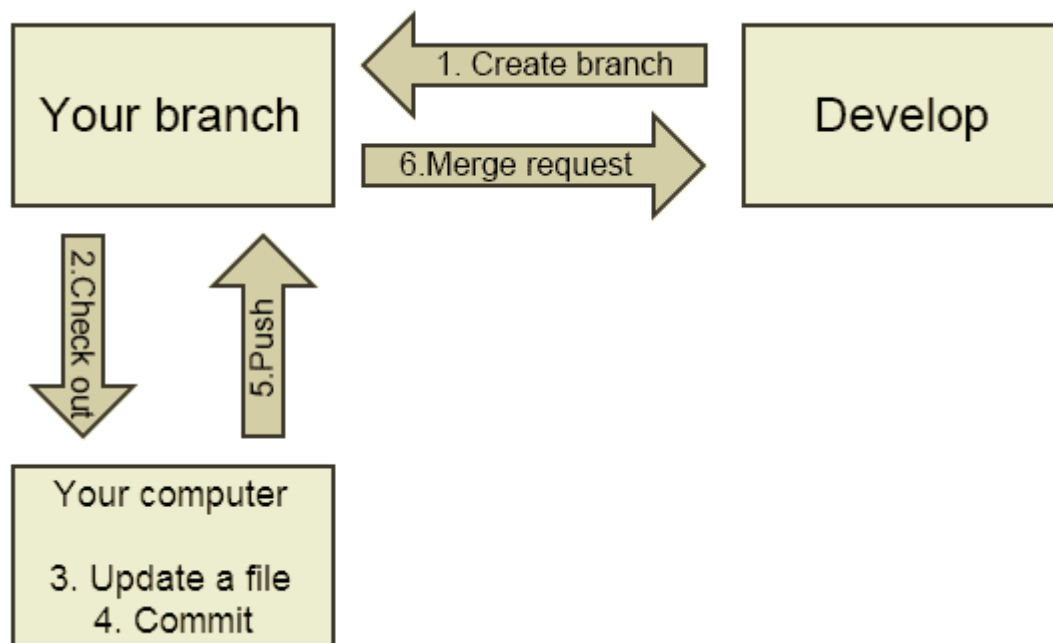 Your branch
1. Create branch
Develop
6.Merge request
2.Check out
5.Push
Your computer
3. Update a file
4. Commit